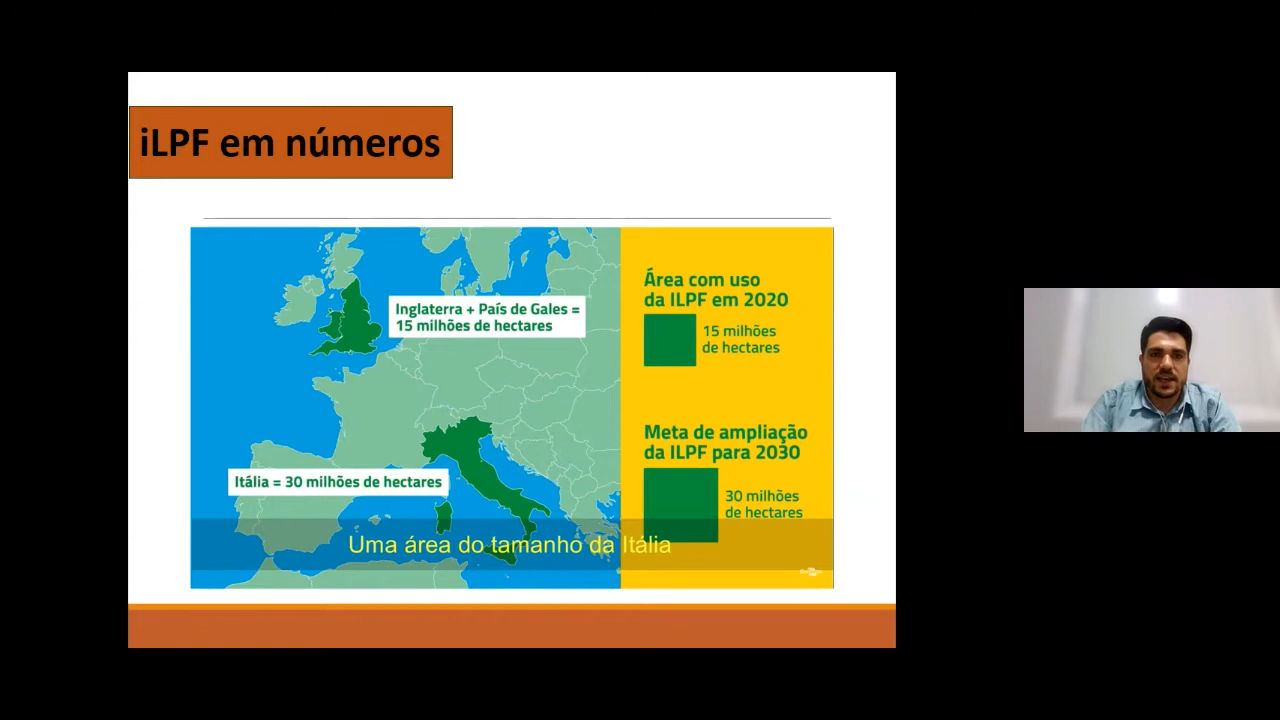 iLPF em números
Inglaterra + País de Gales =
15 milhões de hectares
Itália = 30 milhões de hectares
Área com uso
da ILPF em 2020
15 milhões
de hectares
Meta de ampliação
da ILPF para 2030
30 milhões
de hectares
Uma área do tamanho da Itália